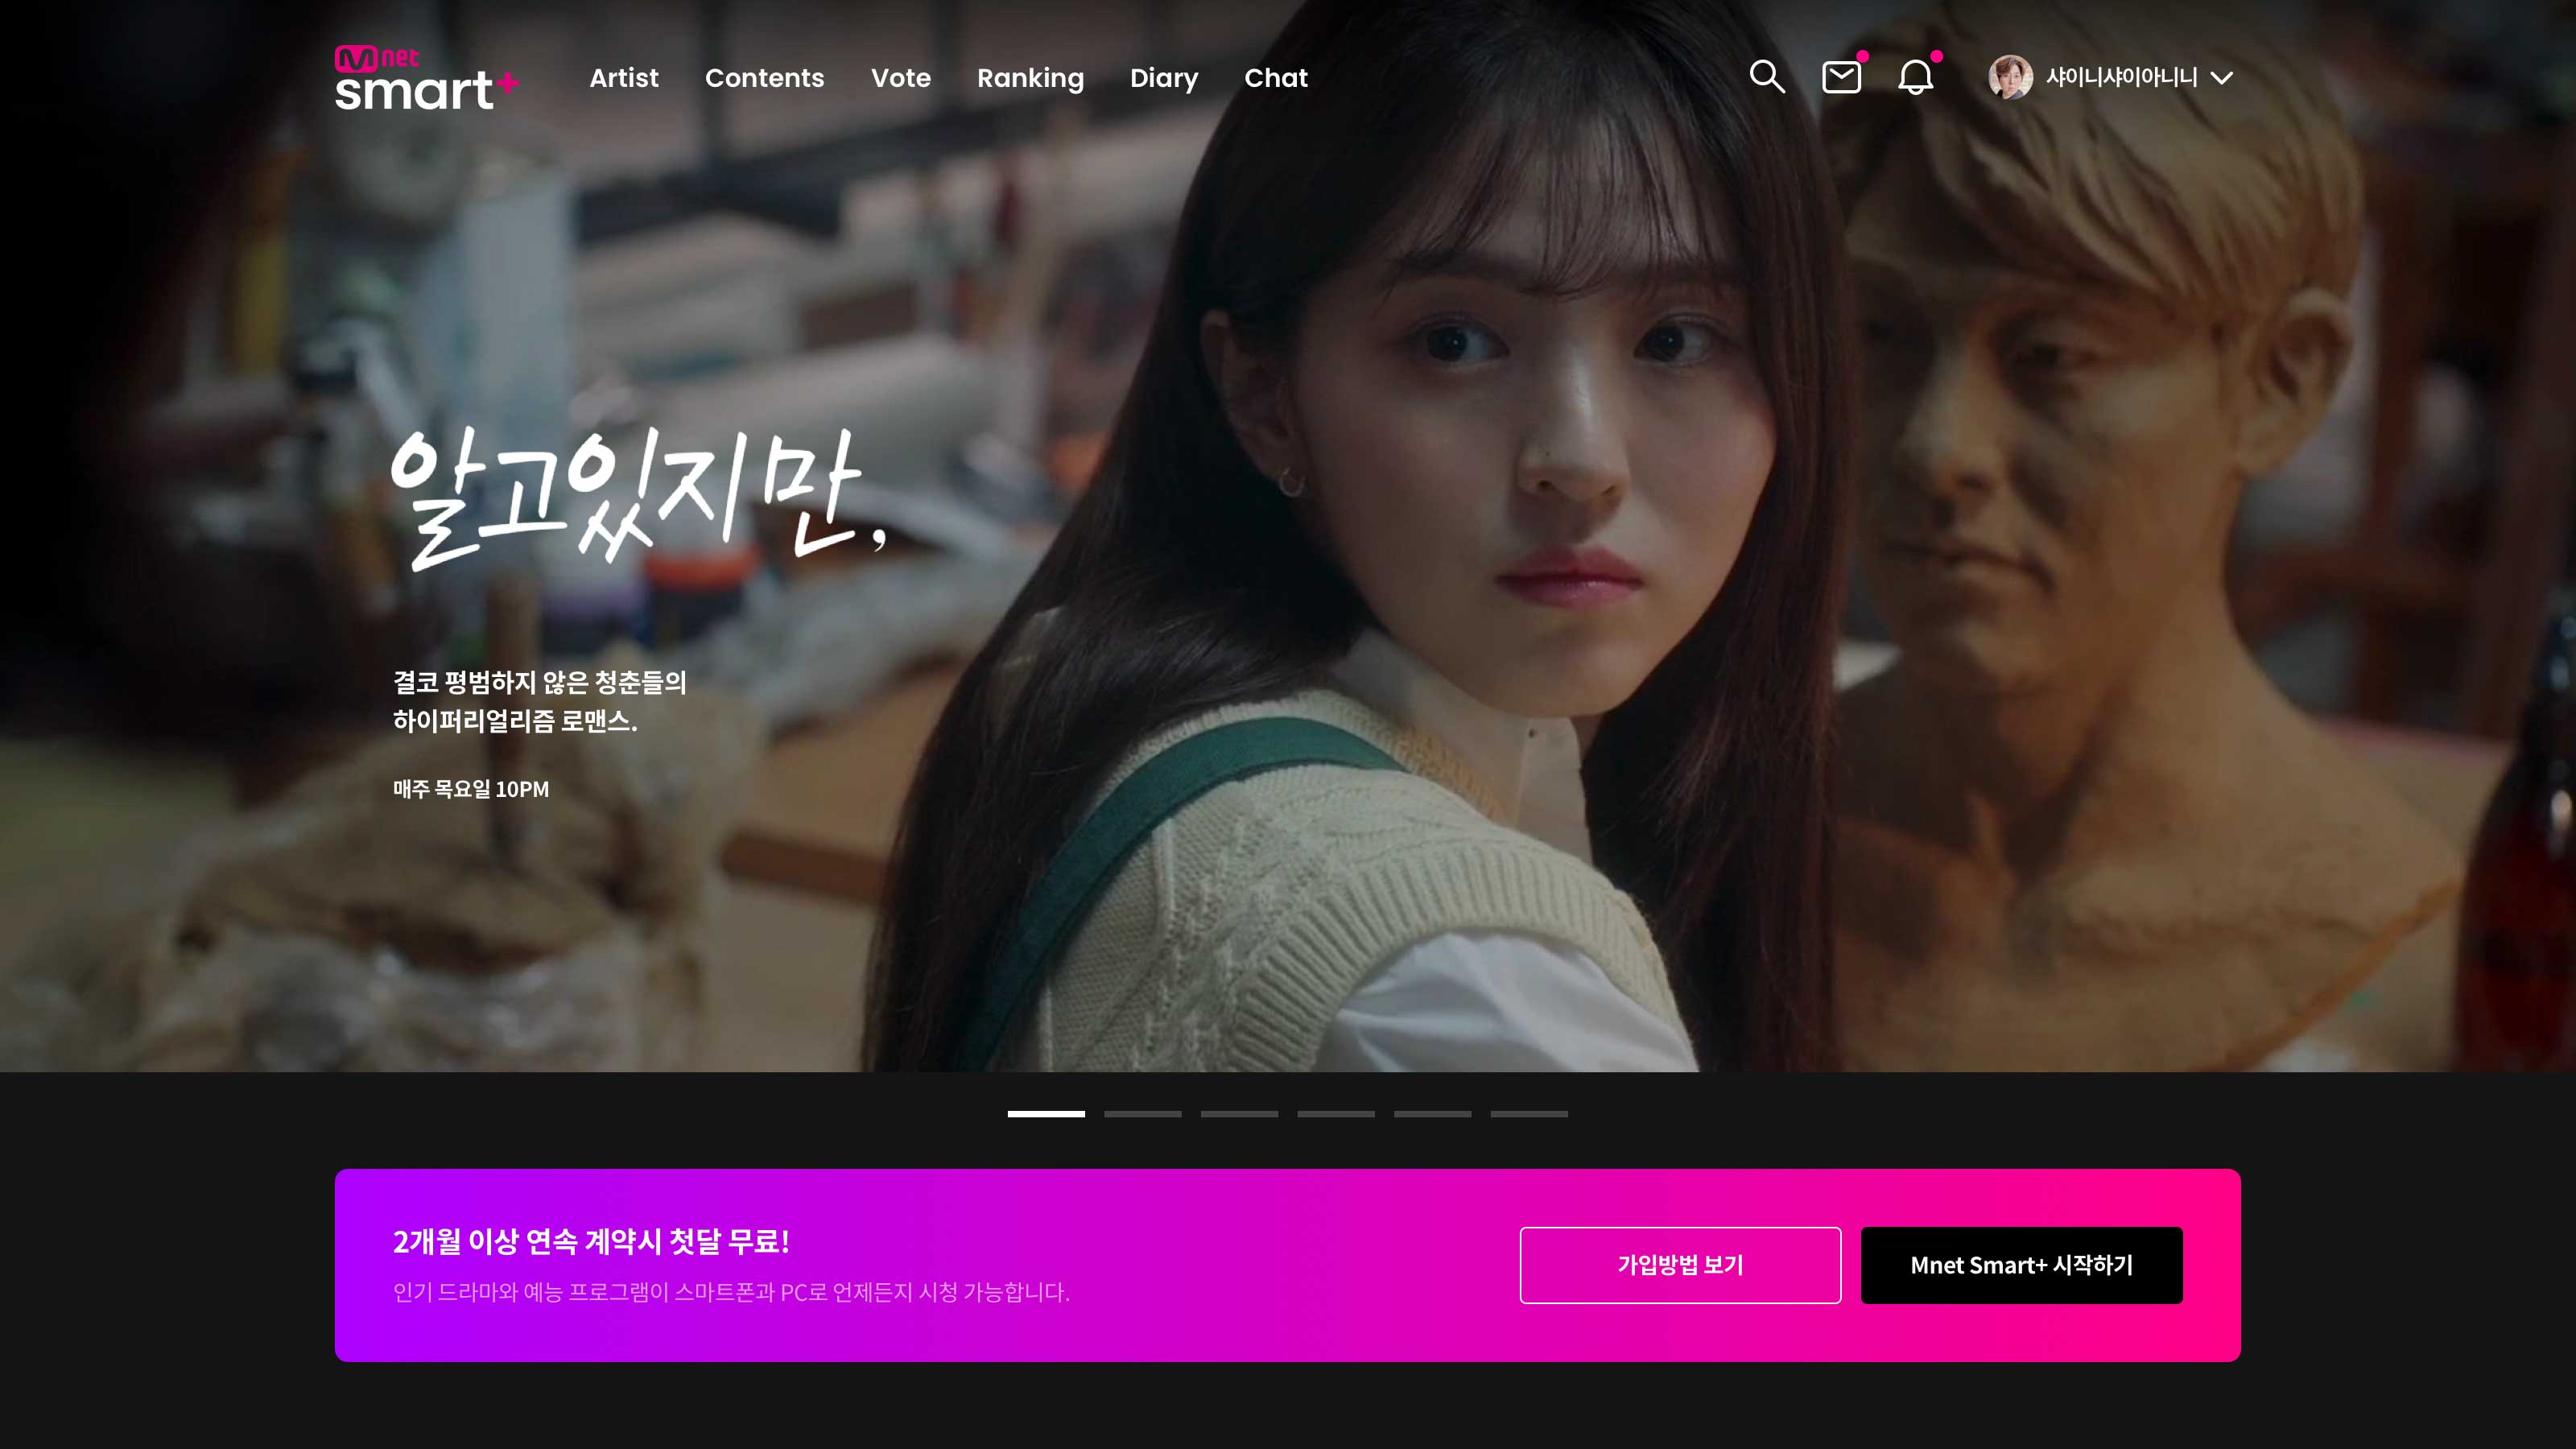 Mnet
smart+
Artist Contents Vote Ranking Diary Chat
샤이니샤이아니니
알고있지만,
결코 평범하지 않은 청춘들의
하이퍼리얼리즘 로맨스.
매주 목요일 10PM
2개월 이상 연속 계약시 첫달 무료!
인기 드라마와 예능 프로그램이 스마트폰과 PC로 언제든지 시청 가능합니다.
가입방법 보기
Mnet Smart+ 시작하기